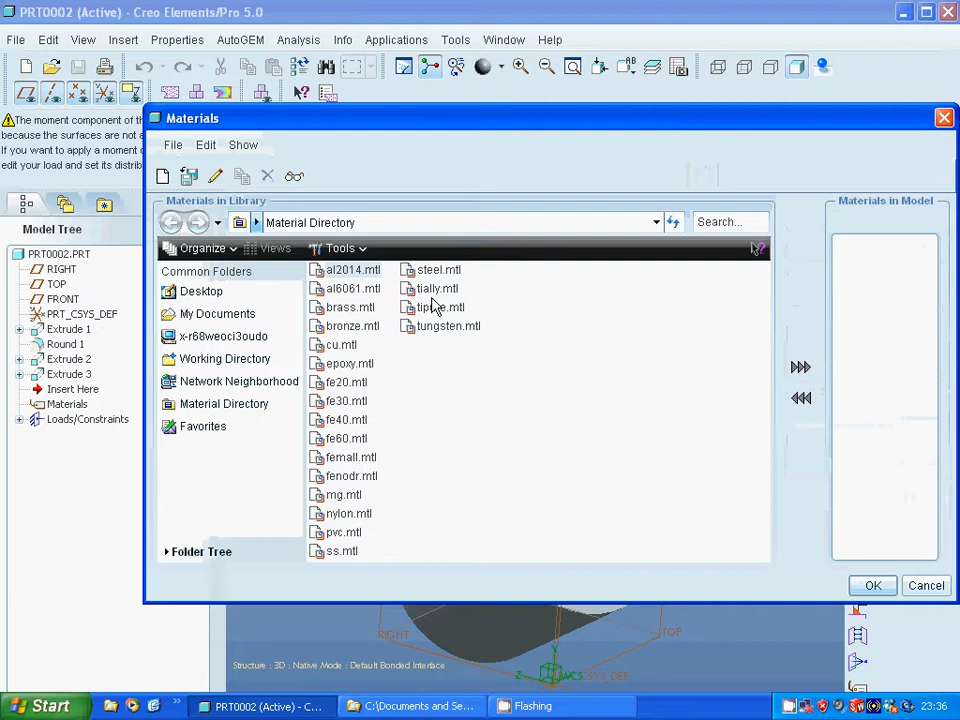 PRT0002 (Active) - Creo Elements/Pro 5.0
File Edit View Insert Properties AutoGEM Analysis Info Applications Tools Window Help
The moment component of the
because the surfaces are not a
If you want to apply a moment c
edit your load and set its distrib
Model Tree
PRT0002.PRT
RIGHT
TOP
FRONT
PRT_CSYS_DEF
Extrude 1
Round 1
Extrude 2
Extrude 3
Insert Here
Materials
Loads/Constraints
Materials
File Edit Show
Materials in Library
Material Directory
Search...
Organize Views Tools
Common Folders
Desktop
My Documents
x-r68weoci3oudo
Working Directory
Network Neighborhood
Material Directory
Favorites
Folder Tree
al2014.mtl
al6061.mtl
brass.mtl
bronze.mtl
cu.mtl
epoxy.mtl
fe20.mtl
fe30.mtl
fe40.mtl
fe60.mtl
femall.mtl
fenodr.mtl
mg.mtl
nylon.mtl
pvc.mtl
ss.mtl
steel.mtl
tially.mtl
tungsten.mtl
Materials in Model
OK Cancel
RIGHT
TOP
Structure : 3D : Native Mode : Default Bonded Interface
Z
Y
Start
PRT0002 (Active) - C...
C:\Documents and Se...
Flashing
23:36